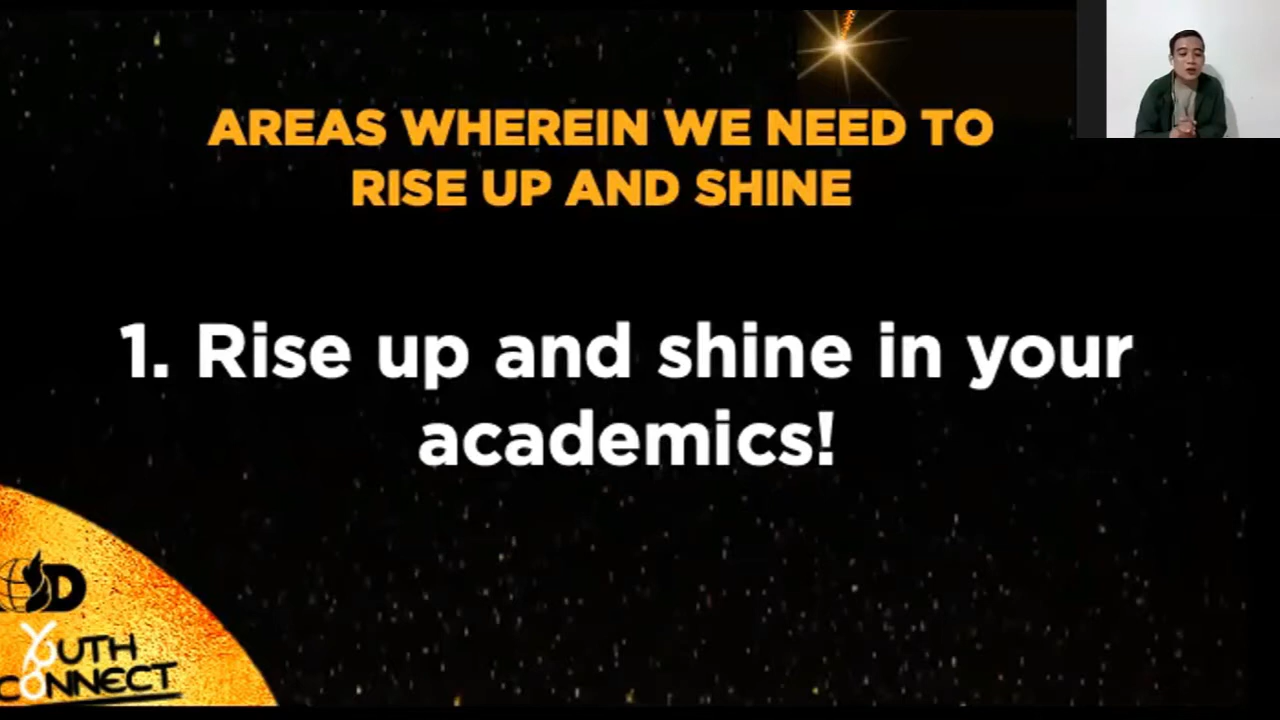 AREAS WHEREIN WE NEED TO
RISE UP AND SHINE
1. Rise up and shine in your
academics!
D
YOUTH
CONNECT